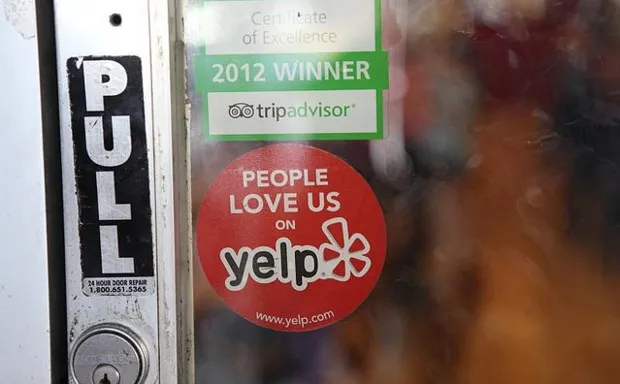 PULL
24 HOUR DOOR REPAIR
1.800.651.5365
Certificate
of Excellence
2012 WINNER
tripadvisor®
PEOPLE
LOVE US
ON
yelp
www.yelp.com